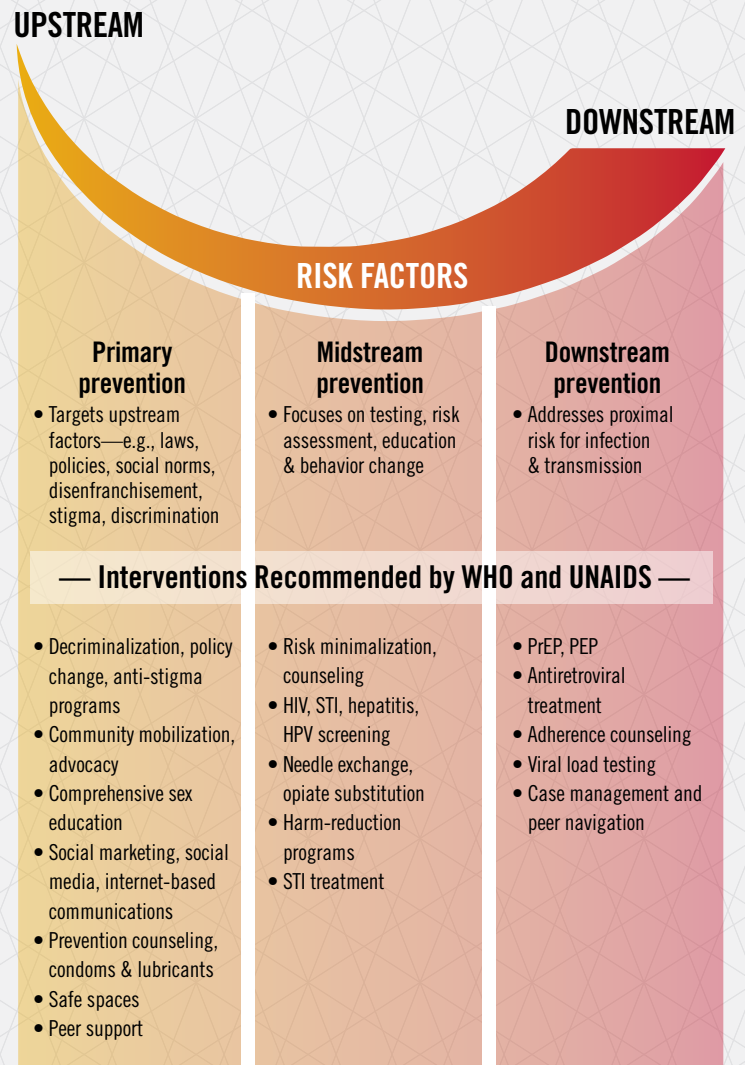 UPSTREAM
DOWNSTREAM
RISK FACTORS
Primary
prevention
• Targets upstream
factors—e.g., laws,
policies, social norms,
disenfranchisement,
stigma, discrimination
Midstream
prevention
• Focuses on testing, risk
assessment, education
& behavior change
Downstream
prevention
• Addresses proximal
risk for infection
& transmission
— Interventions Recommended by WHO and UNAIDS —
• Decriminalization, policy
change, anti-stigma
programs
• Community mobilization,
advocacy
• Comprehensive sex
education
• Social marketing, social
media, internet-based
communications
• Prevention counseling,
condoms & lubricants
• Safe spaces
• Peer support
• Risk minimalization,
counseling
• HIV, STI, hepatitis,
HPV screening
• Needle exchange,
opiate substitution
• Harm-reduction
programs
• STI treatment
• PrEP, PEP
• Antiretroviral
treatment
• Adherence counseling
• Viral load testing
• Case management and
peer navigation